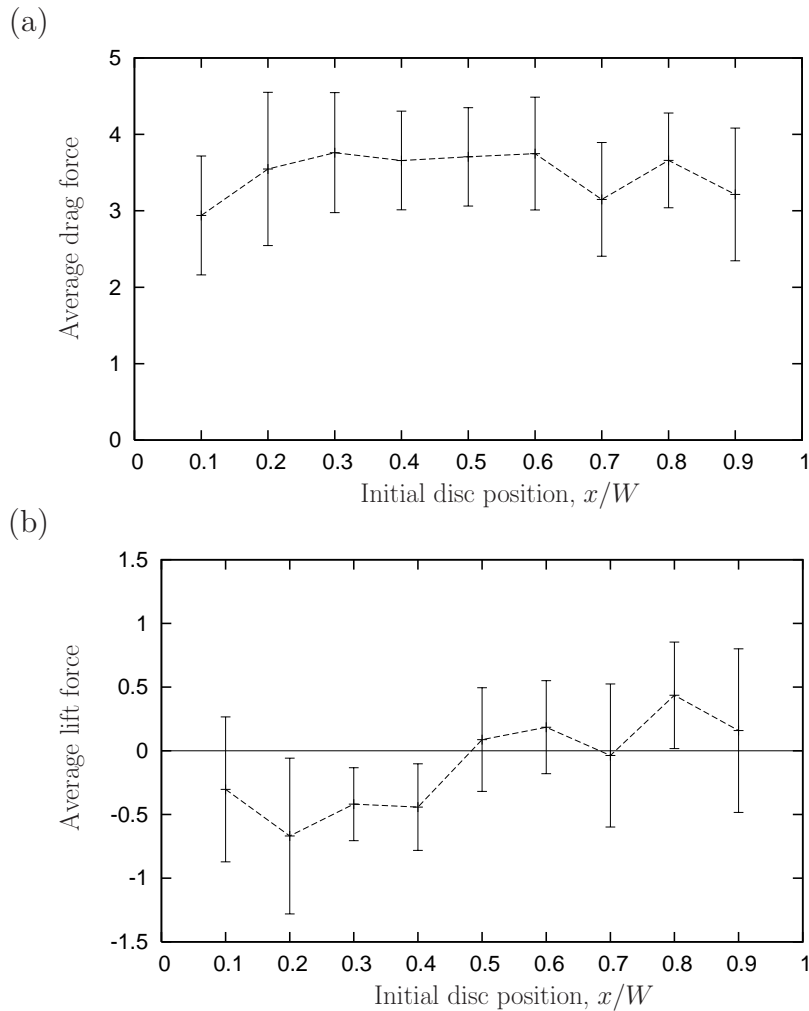 (a)
5
4
3
2
1
0
Average drag force
0 0.1 0.2 0.3 0.4 0.5 0.6 0.7 0.8 0.9 1
Initial disc position, x/W
(b)
1.5
1
0.5
0
-0.5
-1
-1.5
Average lift force
0 0.1 0.2 0.3 0.4 0.5 0.6 0.7 0.8 0.9 1
Initial disc position, x/W